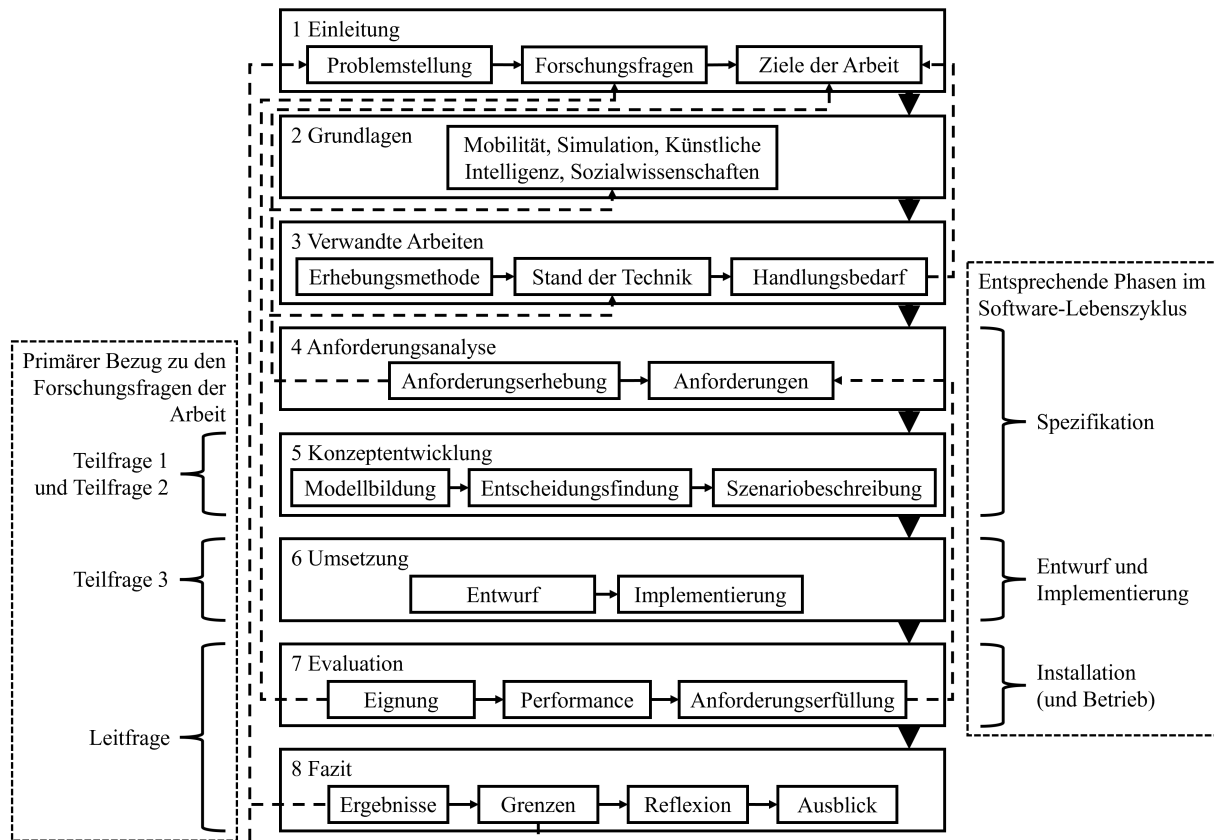 1 Einleitung
Problemstellung
Forschungsfragen
Ziele der Arbeit
2 Grundlagen
Mobilität, Simulation, Künstliche
Intelligenz, Sozialwissenschaften
3 Verwandte Arbeiten
Erhebungsmethode
Stand der Technik
Handlungsbedarf
4 Anforderungsanalyse
Anforderungserhebung
Anforderungen
5 Konzeptentwicklung
Modellbildung
Entscheidungsfindung
Szenariobeschreibung
6 Umsetzung
Entwurf
Implementierung
7 Evaluation
Eignung
Performance
Anforderungserfüllung
8 Fazit
Ergebnisse
Grenzen
Reflexion
Ausblick
Primärer Bezug zu den
Forschungsfragen der
Arbeit
Teilfrage 1
und Teilfrage 2
Teilfrage 3
Leitfrage
Entsprechende Phasen im
Software-Lebenszyklus
Spezifikation
Entwurf und
Implementierung
Installation
(und Betrieb)